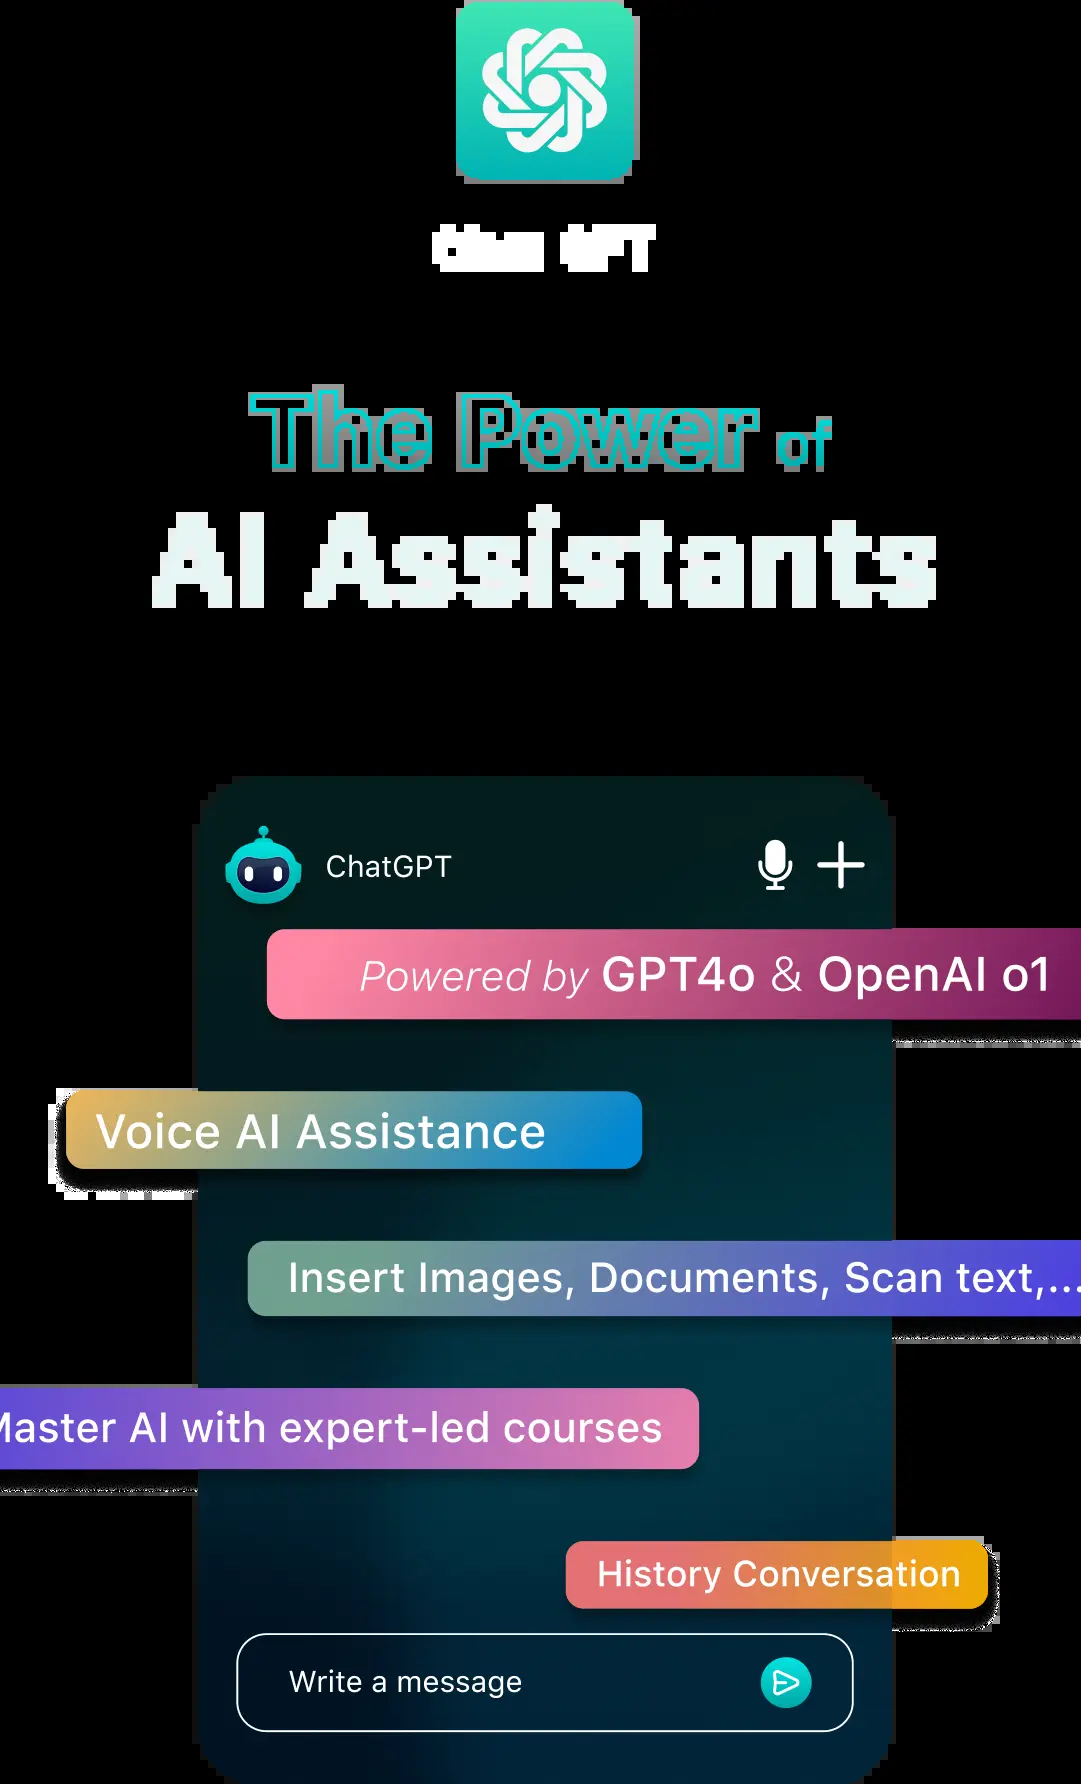 Chat GPT
The Power of
AI Assistants
ChatGPT
Powered by GPT4o & OpenAI o1
Voice AI Assistance
Insert Images, Documents, Scan text,...
Master AI with expert-led courses
History Conversation
Write a message